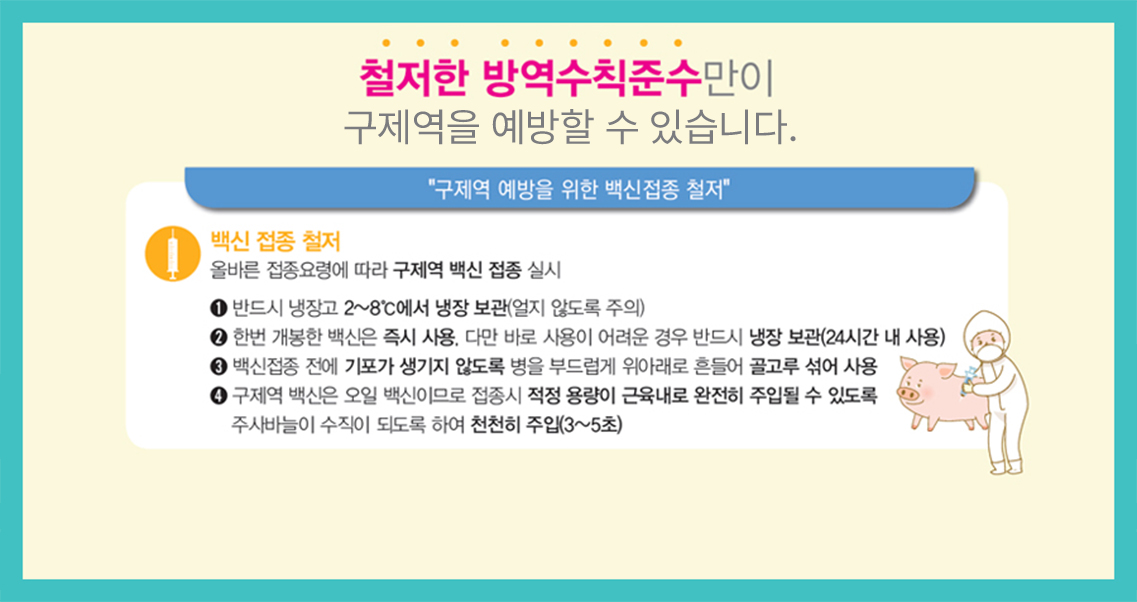 철저한 방역수칙준수만이
구제역을 예방할 수 있습니다.
"구제역 예방을 위한 백신접종 철저"
백신 접종 철저
올바른 접종요령에 따라 구제역 백신 접종 실시
❶ 반드시 냉장고 2~8℃에서 냉장 보관(얼지 않도록 주의)
❷ 한번 개봉한 백신은 즉시 사용, 다만 바로 사용이 어려운 경우 반드시 냉장 보관(24시간 내 사용)
❸ 백신접종 전에 기포가 생기지 않도록 병을 부드럽게 위아래로 흔들어 골고루 섞어 사용
❹ 구제역 백신은 오일 백신이므로 접종시 적정 용량이 근육내로 완전히 주입될 수 있도록
주사바늘이 수직이 되도록 하여 천천히 주입(3~5초)